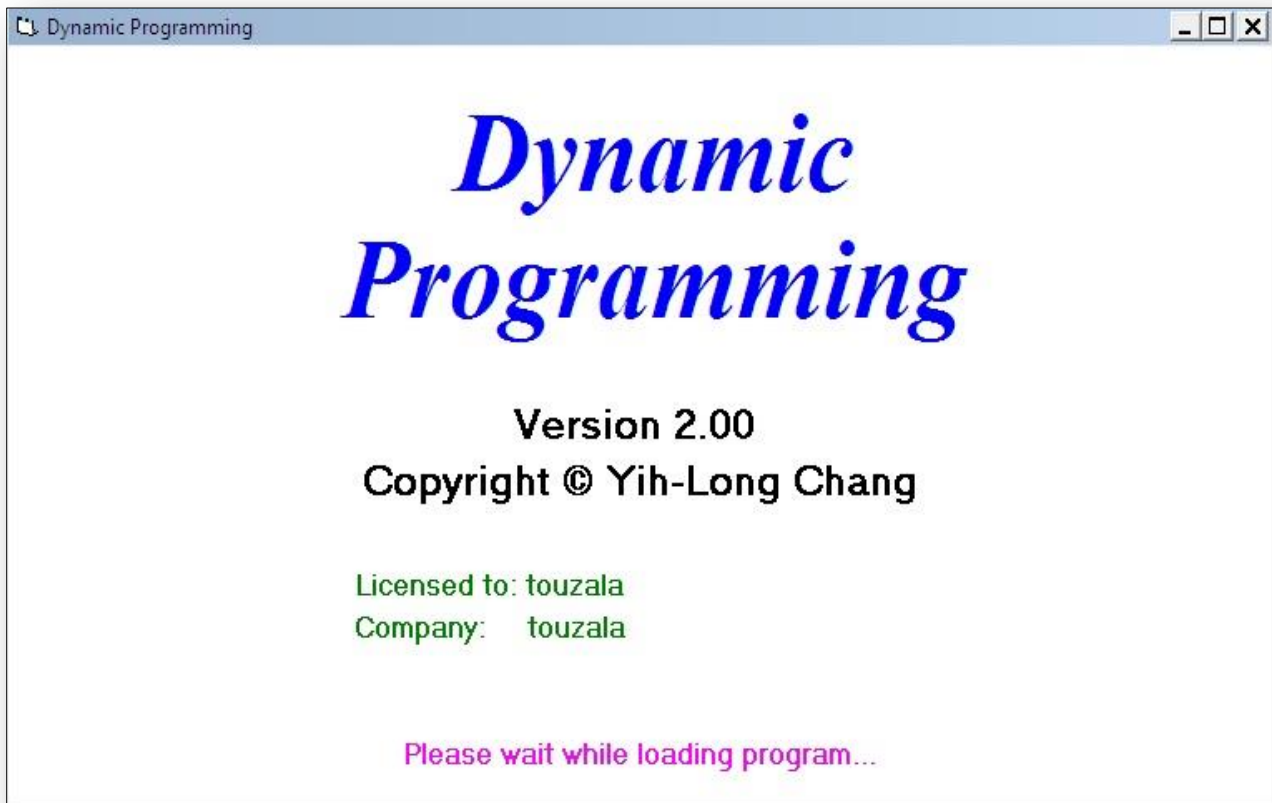 Dynamic Programming
Dynamic
Programming
Version 2.00
Copyright © Yih-Long Chang
Licensed to: touzala
Company: touzala
Please wait while loading program...